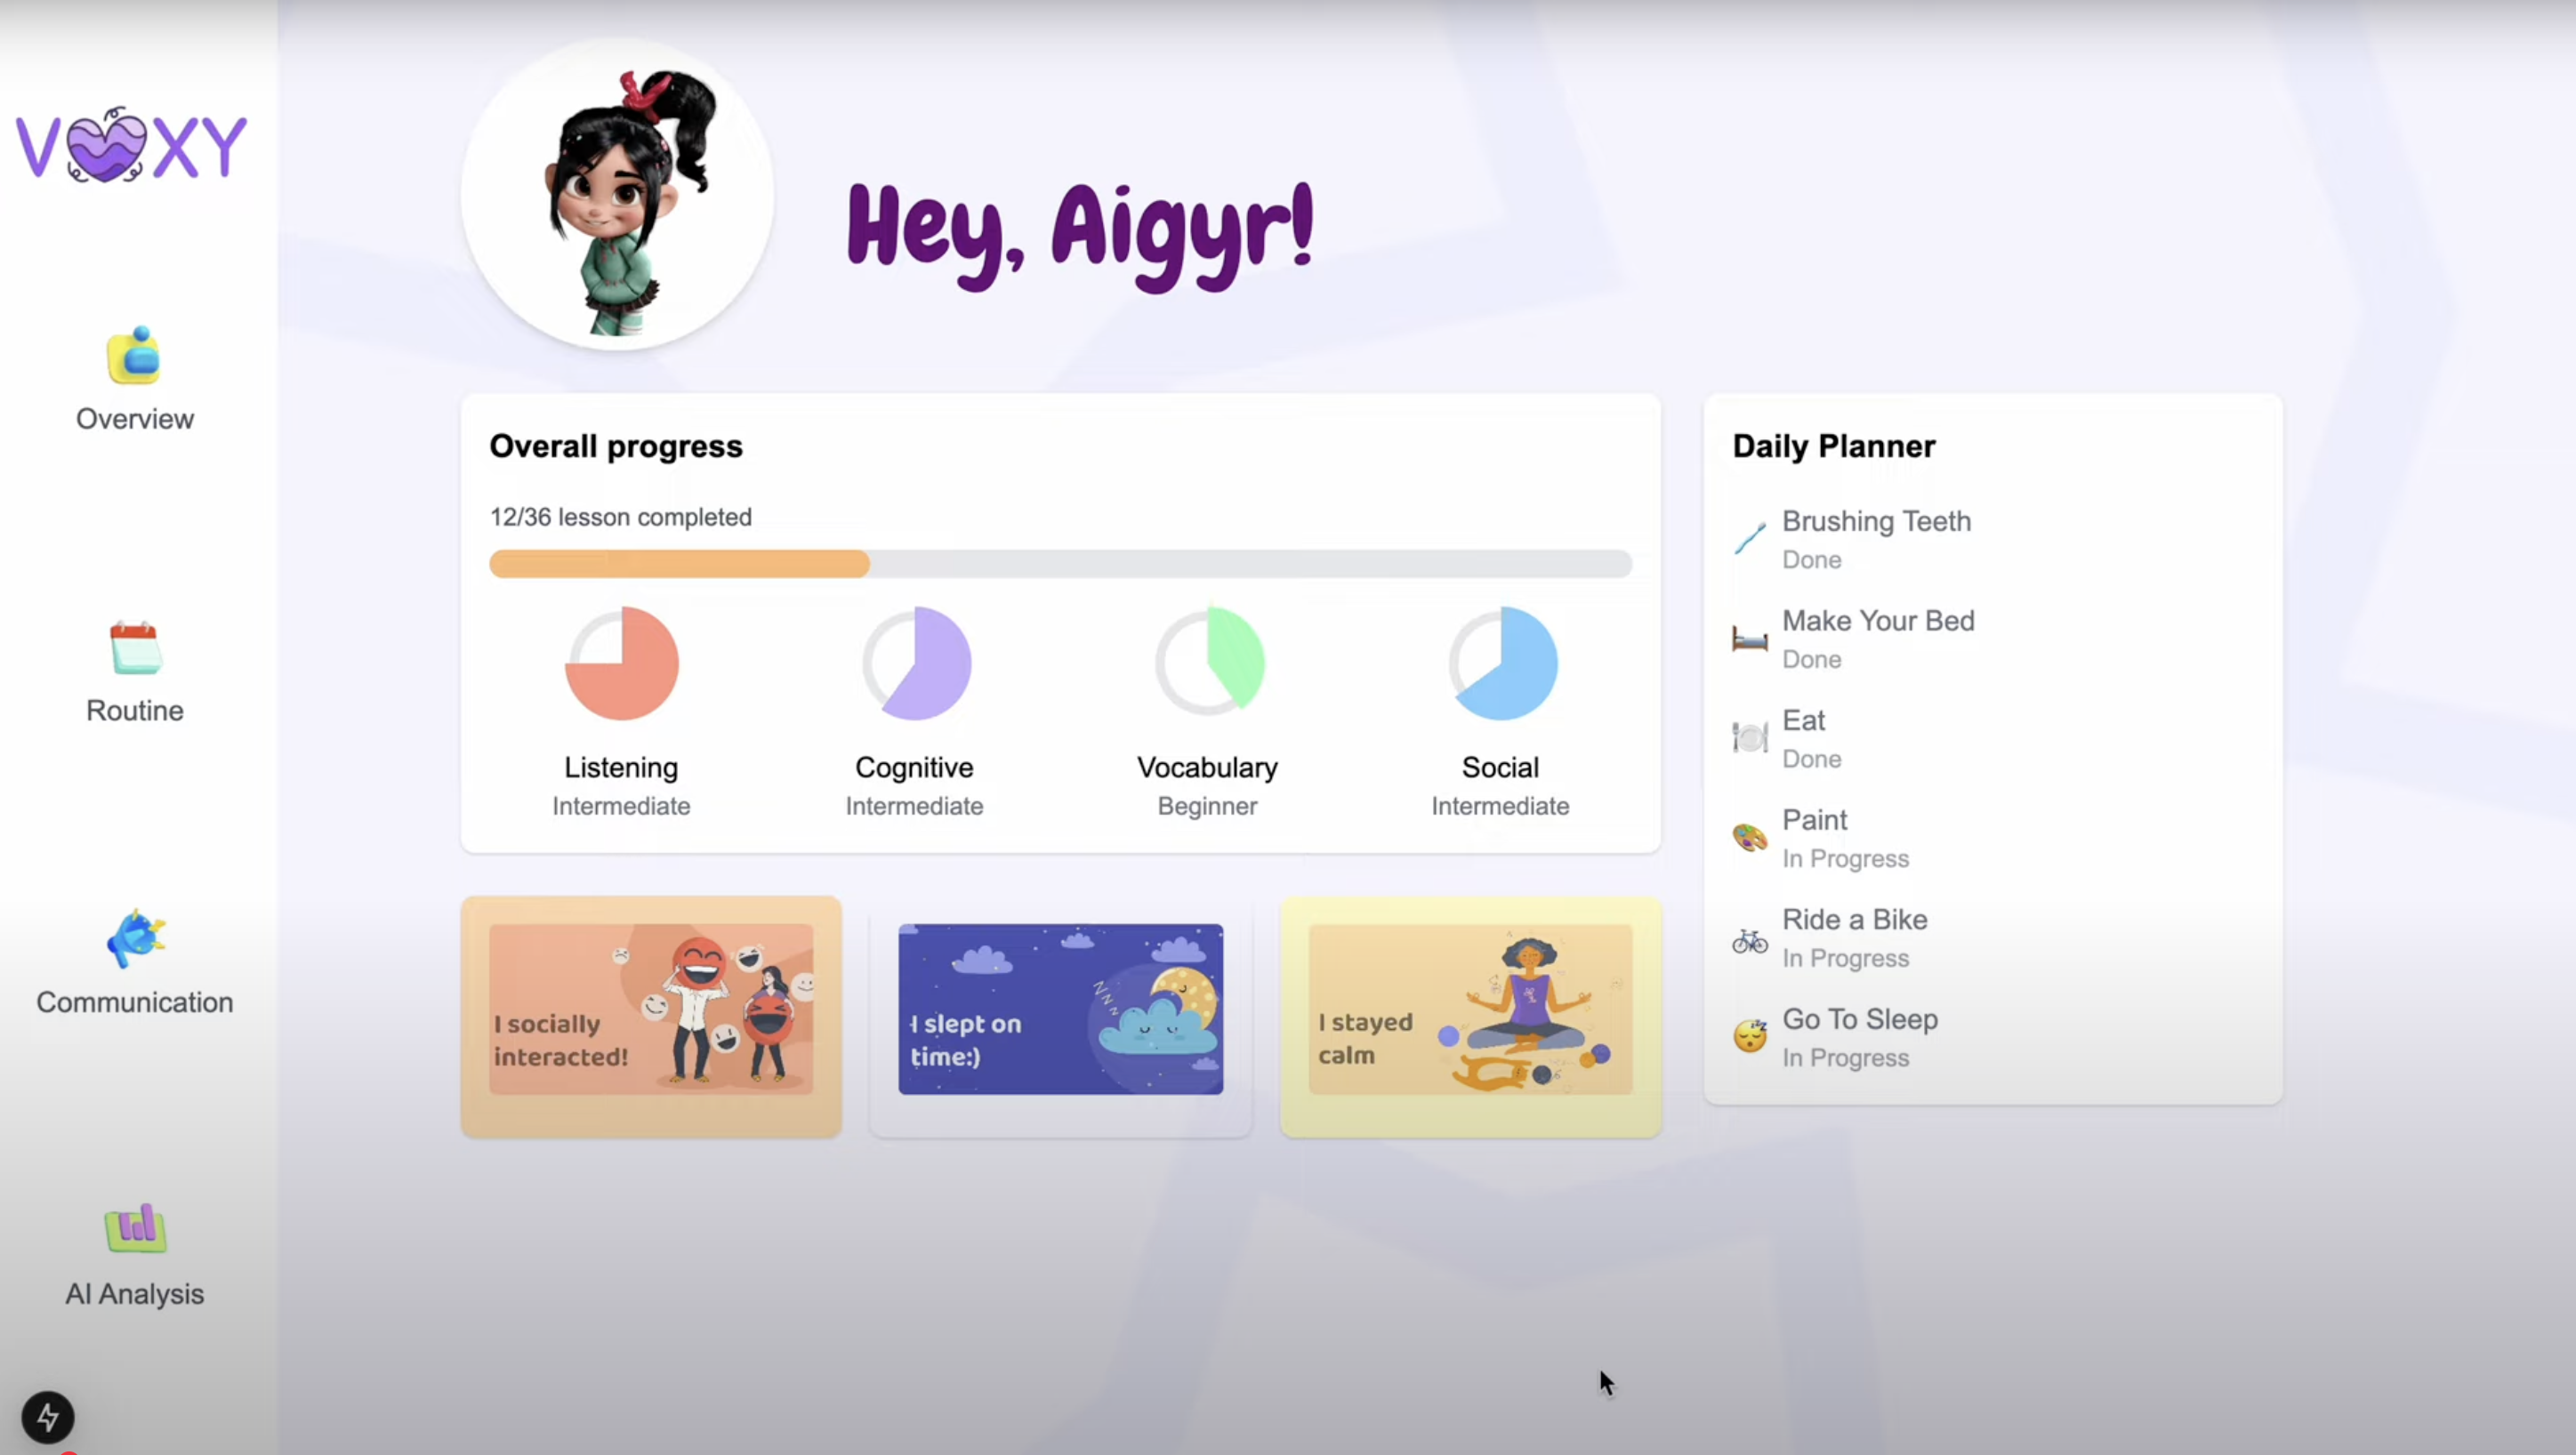 VOXY
Overview
Routine
Communication
AI Analysis
Hey, Aigyr!
Overall progress
12/36 lesson completed
Listening
Intermediate
Cognitive
Intermediate
Vocabulary
Beginner
Social
Intermediate
I socially
interacted!
I slept on
time:)
I stayed
calm
Daily Planner
Brushing Teeth
Done
Make Your Bed
Done
Eat
Done
Paint
In Progress
Ride a Bike
In Progress
Go To Sleep
In Progress